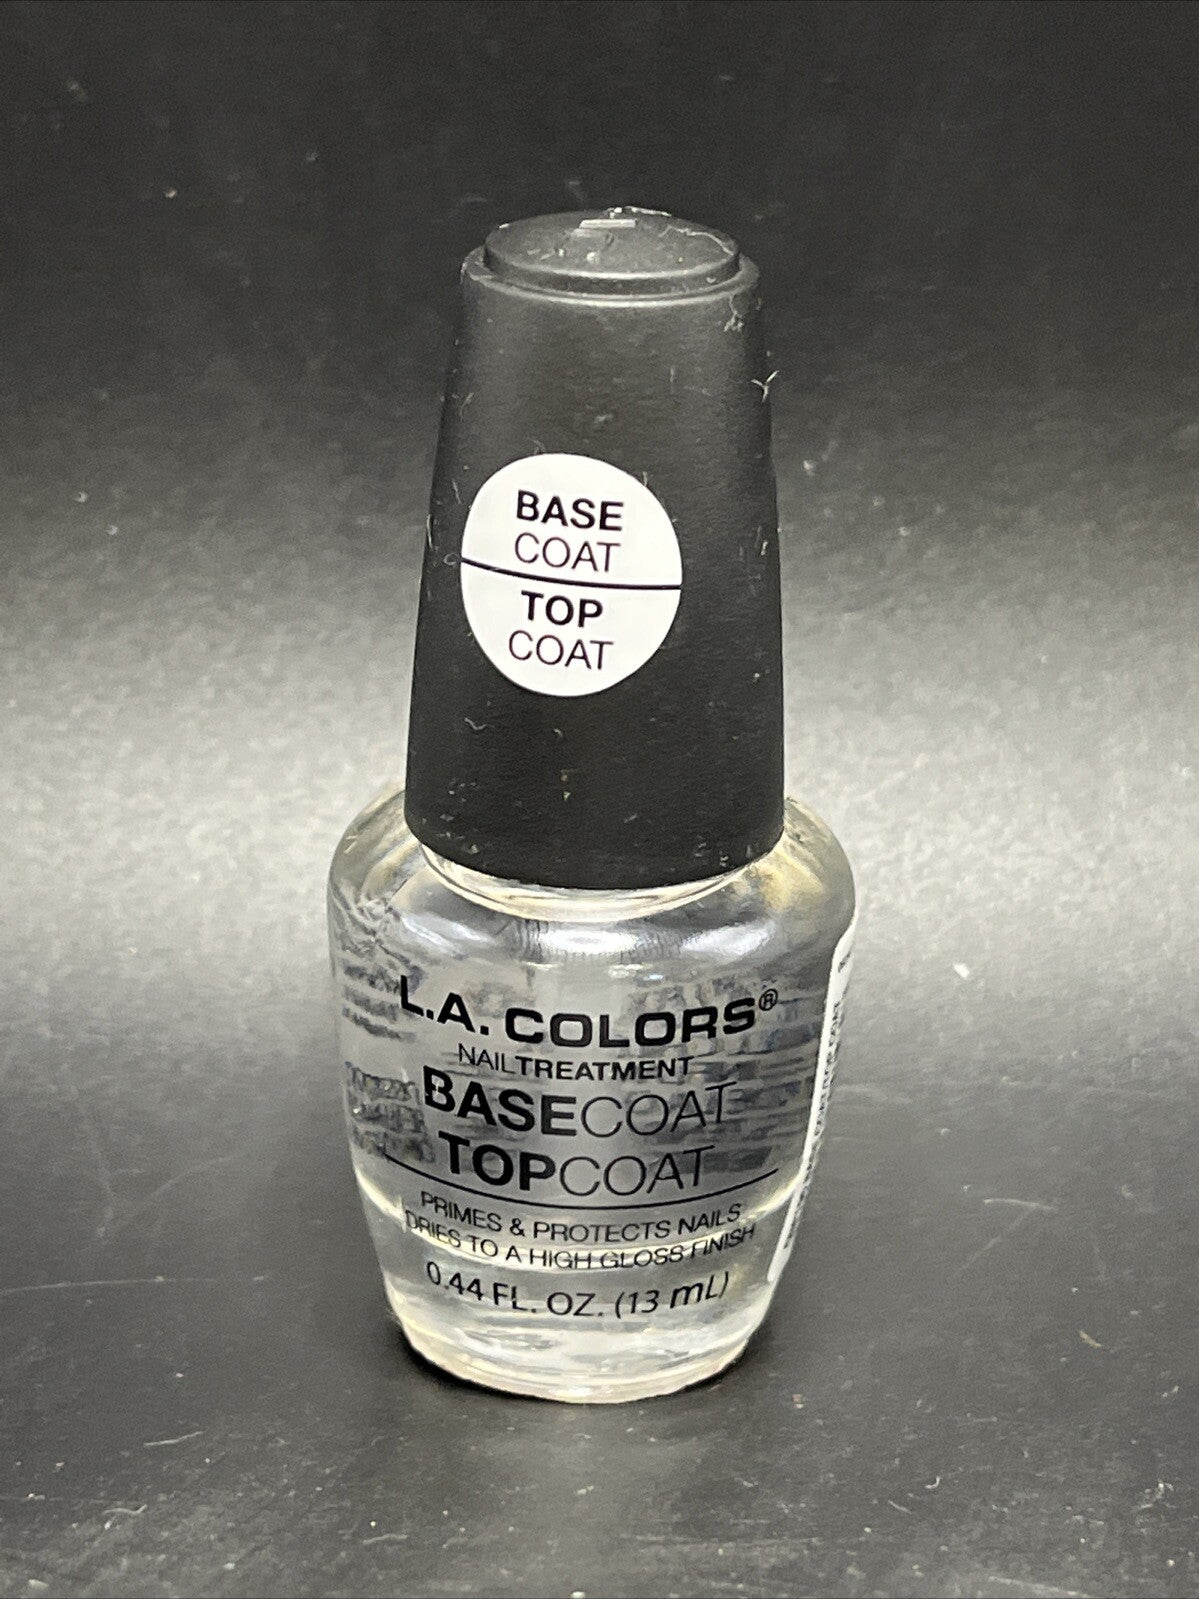 BASE
COAT
TOP
COAT
L.A. COLORS®
NAILTREATMENT
BASECOAT
TOPCOAT
PRIMES & PROTECTS NAILS
DRIES TO A HIGH GLOSS FINISH
0.44 FL. OZ. (13 mL)